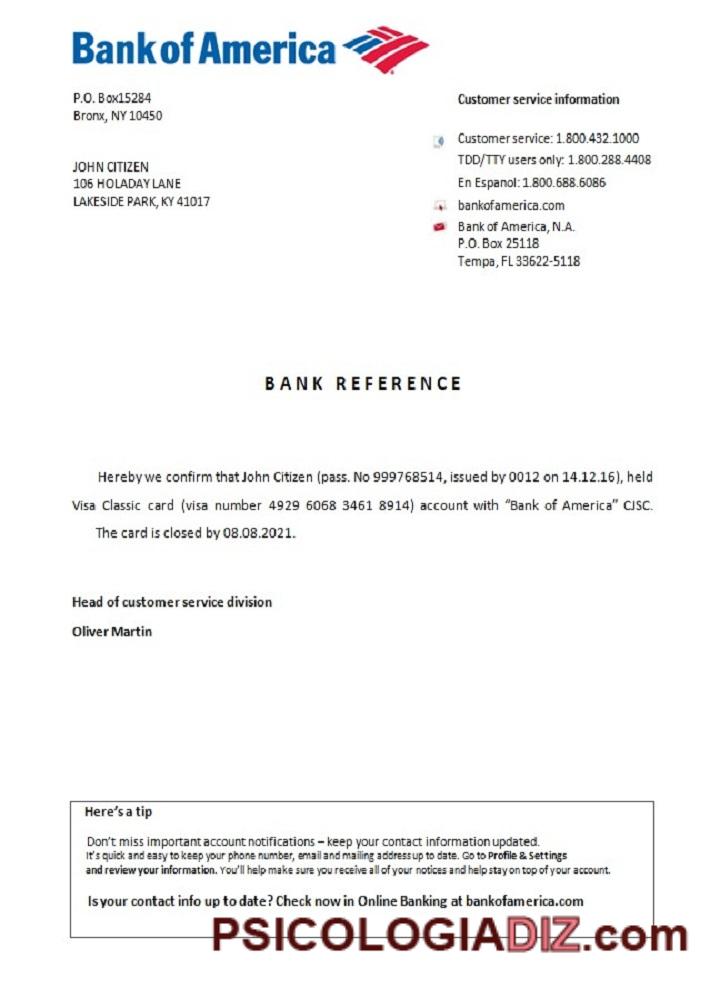 Bank of America
P.O. Box15284
Bronx, NY 10450
JOHN CITIZEN
106 HOLADAY LANE
LAKESIDE PARK, KY 41017
Customer service information
Customer service: 1.800.432.1000
TDD/TTY users only: 1.800.288.4408
En Espanol: 1.800.688.6086
bankofamerica.com
Bank of America, N.A.
P.O. Box 25118
Tempa, FL 33622-5118
BANK REFERENCE
Hereby we confirm that John Citizen (pass. No 999768514, issued by 0012 on 14.12.16), held
Visa Classic card (visa number 4929 6068 3461 8914) account with “Bank of America” CJSC.
The card is closed by 08.08.2021.
Head of customer service division
Oliver Martin
Here’s a tip
Don’t miss important account notifications – keep your contact information updated.
It’s quick and easy to keep your phone number, email and mailing address up to date. Go to Profile & Settings
and review your information. You’ll help make sure you receive all of your notices and help stay on top of your account.
Is your contact info up to date? Check now in Online Banking at bankofamerica.com
PSICOLOGIADIZ.com